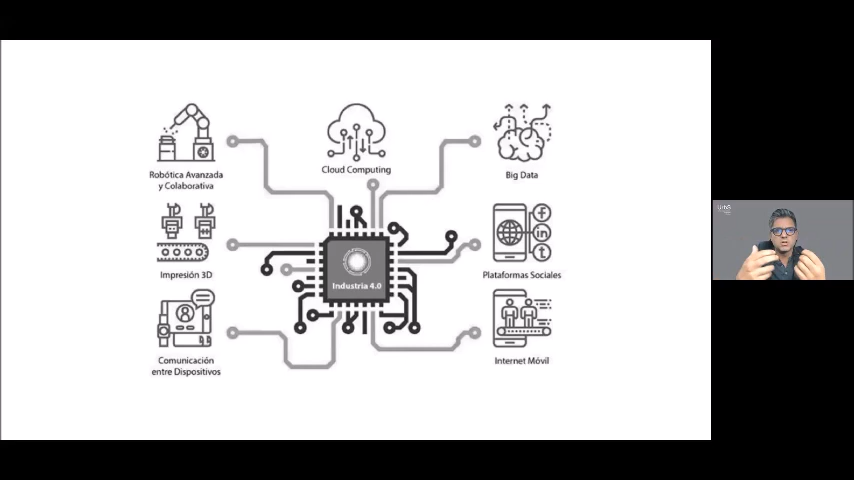 Cloud Computing
Robótica Avanzada
y Colaborativa
Big Data
Impresión 3D
Plataformas Sociales
Industria 4.0
Comunicación
entre Dispositivos
Internet Móvil
f
in
t